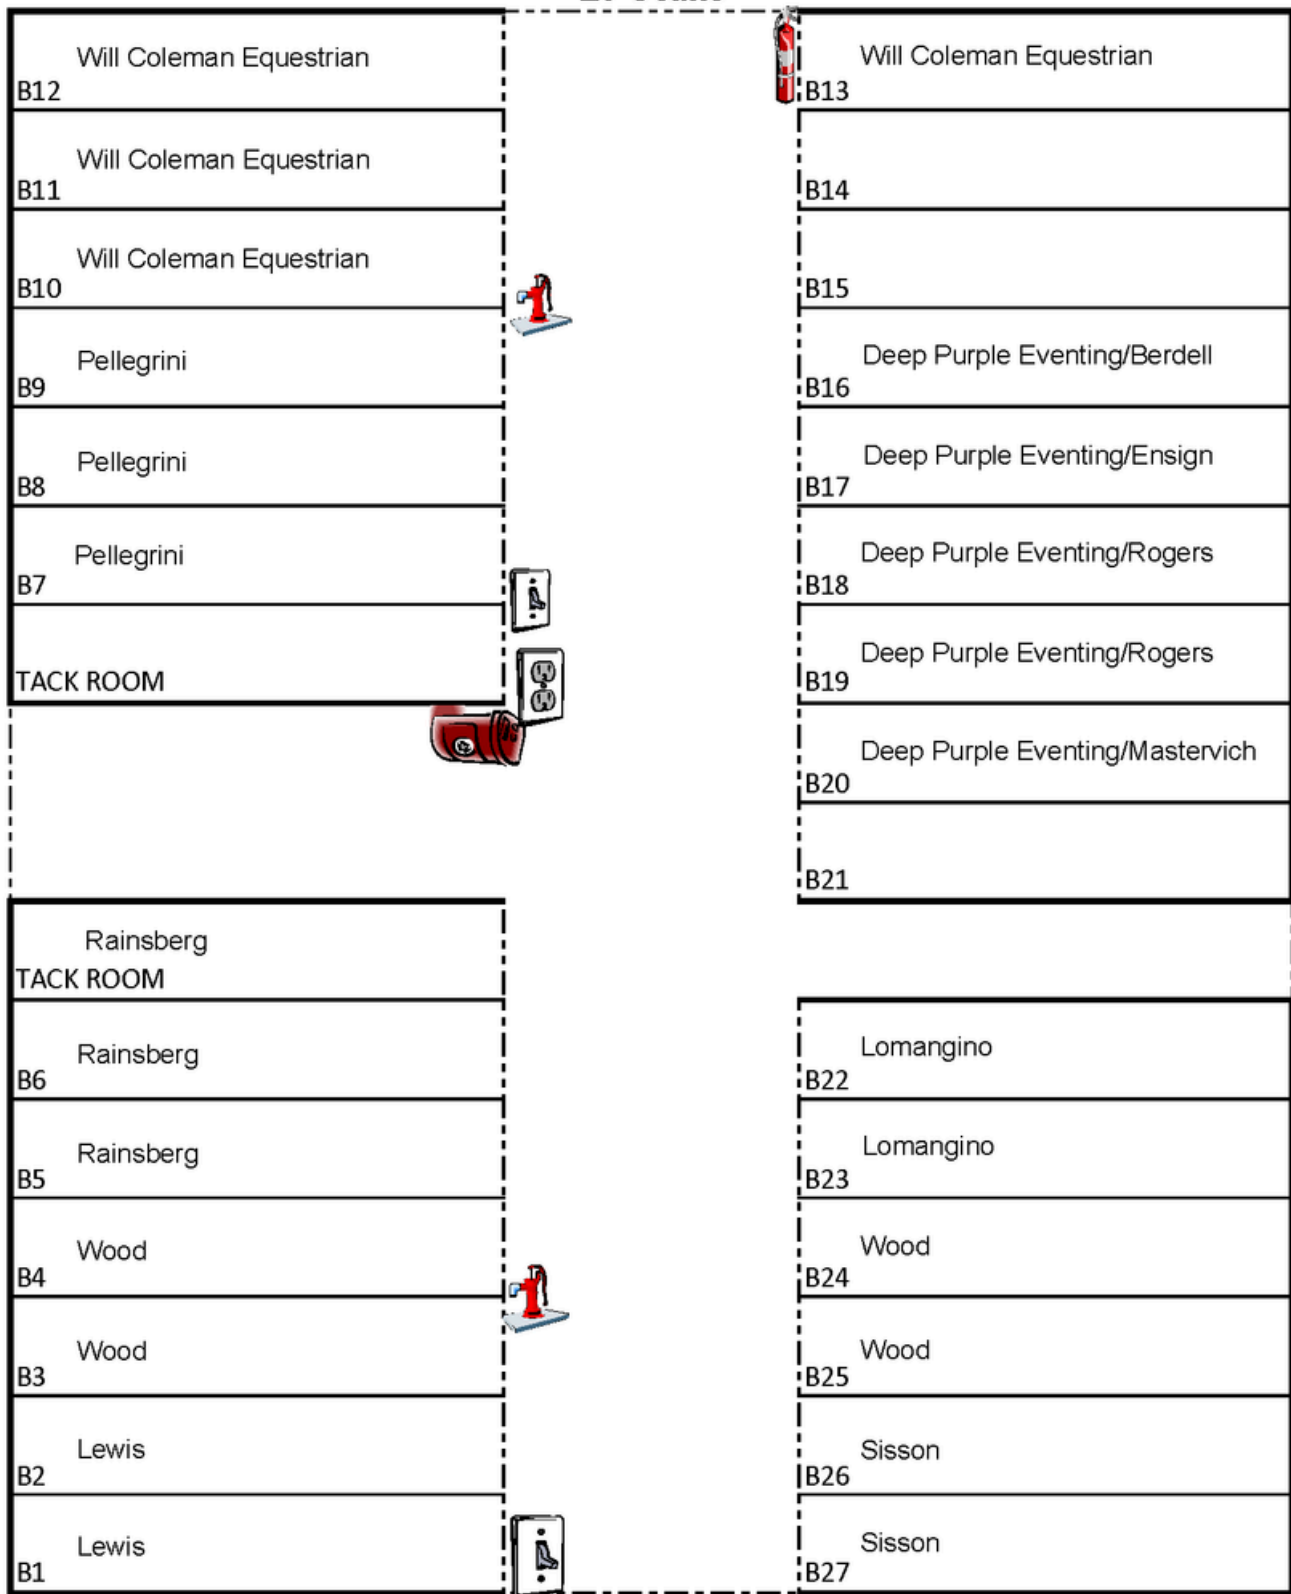 Will Coleman Equestrian
B12
Will Coleman Equestrian
B11
Will Coleman Equestrian
B10
Pellegrini
B9
Pellegrini
B8
Pellegrini
B7
TACK ROOM
Rainsberg
TACK ROOM
Rainsberg
B6
Rainsberg
B5
Wood
B4
Wood
B3
Lewis
B2
Lewis
B1
Will Coleman Equestrian
B13
B14
B15
Deep Purple Eventing/Berdell
B16
Deep Purple Eventing/Ensign
B17
Deep Purple Eventing/Rogers
B18
Deep Purple Eventing/Rogers
B19
Deep Purple Eventing/Mastervich
B20
B21
Lomangino
B22
Lomangino
B23
Wood
B24
Wood
B25
Sisson
B26
Sisson
B27